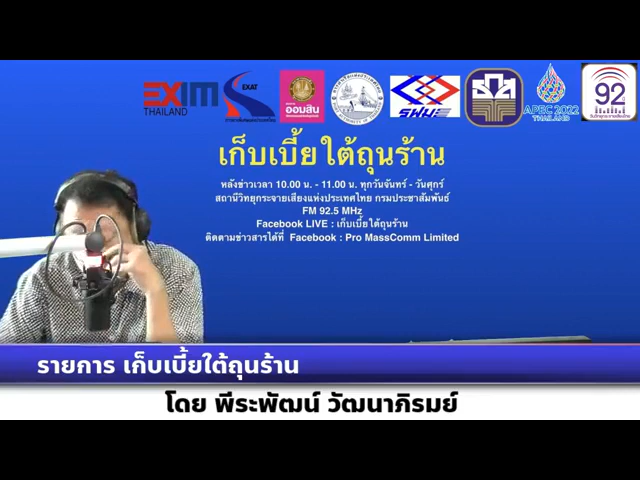 EXIM
THAILAND
EXAT
ออมสิน
รฟม
ธกส
APEC 2022
THAILAND
92
เก็บเบี้ยใต้ถุนร้าน
หลังข่าวเวลา 10.00 น. - 11.00 น. ทุกวันจันทร์ - วันศุกร์
สถานีวิทยุกระจายเสียงแห่งประเทศไทย กรมประชาสัมพันธ์
FM 92.5 MHz
Facebook LIVE : เก็บเบี้ยใต้ถุนร้าน
ติดตามข่าวสารได้ที่ Facebook : Pro MassComm Limited
รายการ เก็บเบี้ยใต้ถุนร้าน
โดย พีระพัฒน์ วัฒนาภิรมย์